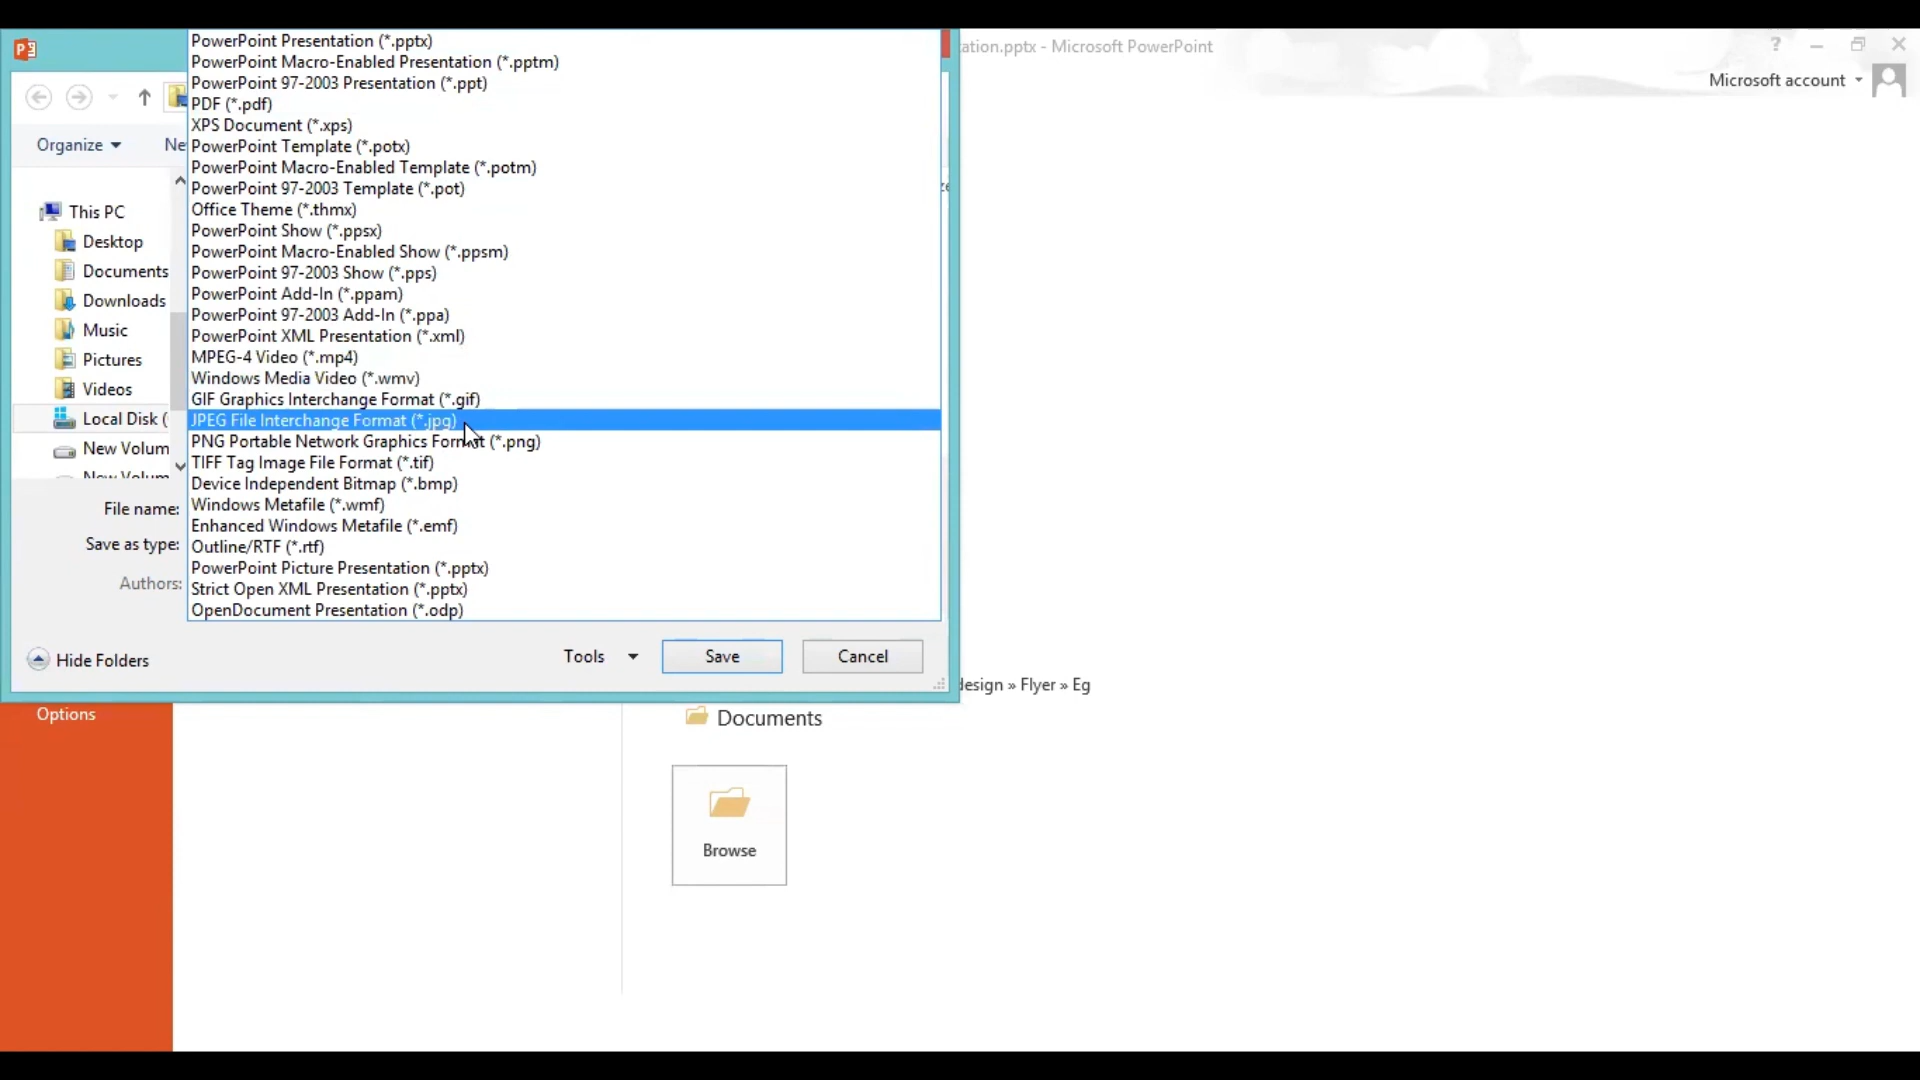 ation.pptx - Microsoft PowerPoint
?
Microsoft account
PowerPoint Presentation (*.pptx)
PowerPoint Macro-Enabled Presentation (*.pptm)
PowerPoint 97-2003 Presentation (*.ppt)
PDF (*.pdf)
XPS Document (*.xps)
PowerPoint Template (*.potx)
PowerPoint Macro-Enabled Template (*.potm)
PowerPoint 97-2003 Template (*.pot)
Office Theme (*.thmx)
PowerPoint Show (*.ppsx)
PowerPoint Macro-Enabled Show (*.ppsm)
PowerPoint 97-2003 Show (*.pps)
PowerPoint Add-In (*.ppam)
PowerPoint 97-2003 Add-In (*.ppa)
PowerPoint XML Presentation (*.xml)
MPEG-4 Video (*.mp4)
Windows Media Video (*.wmv)
GIF Graphics Interchange Format (*.gif)
JPEG File Interchange Format (*.jpg)
PNG Portable Network Graphics Format (*.png)
TIFF Tag Image File Format (*.tif)
Device Independent Bitmap (*.bmp)
Windows Metafile (*.wmf)
Enhanced Windows Metafile (*.emf)
Outline/RTF (*.rtf)
PowerPoint Picture Presentation (*.pptx)
Strict Open XML Presentation (*.pptx)
OpenDocument Presentation (*.odp)
Organize
Ne
This PC
Desktop
Documents
Downloads
Music
Pictures
Videos
Local Disk (
New Volum
New Volum
File name:
Save as type:
Authors:
Hide Folders
Tools
Save
Cancel
design » Flyer » Eg
Options
Documents
Browse